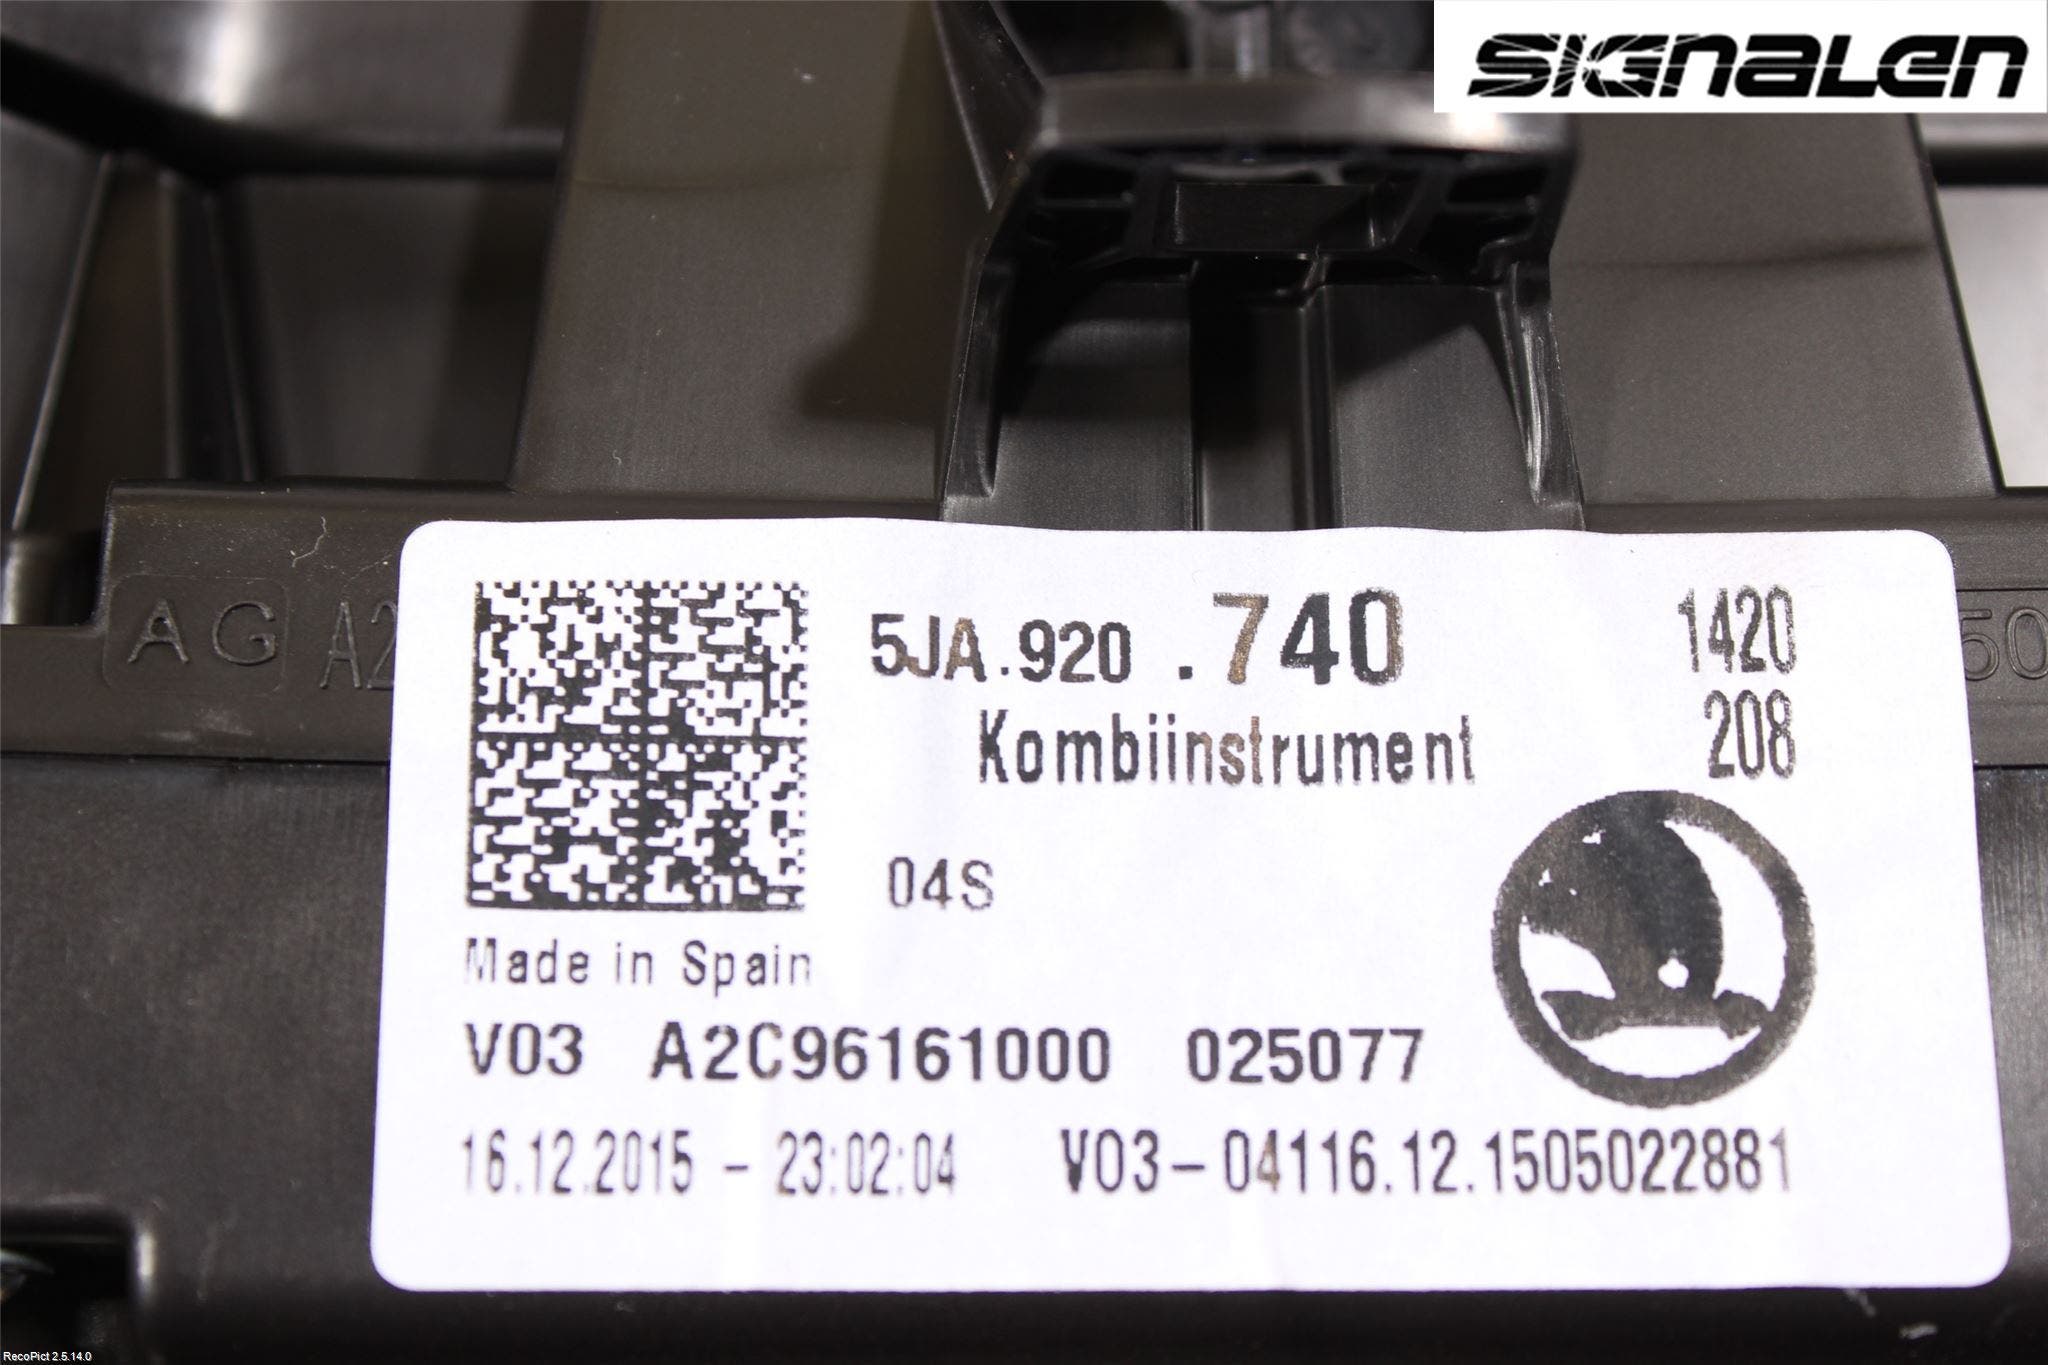 SIGNALEN
AG A2
50
5JA.920 .740 1420
Kombiinstrument 208
04S
Made in Spain
V03 A2C96161000 025077
16.12.2015 - 23:02:04 V03-04116.12.1505022881
RecoPict 2.5.14.0